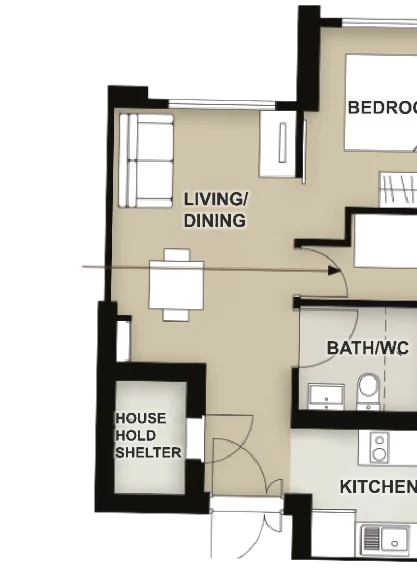 BEDROO
LIVING/
DINING
BATH/WC
HOUSE
HOLD
SHELTER
KITCHEN